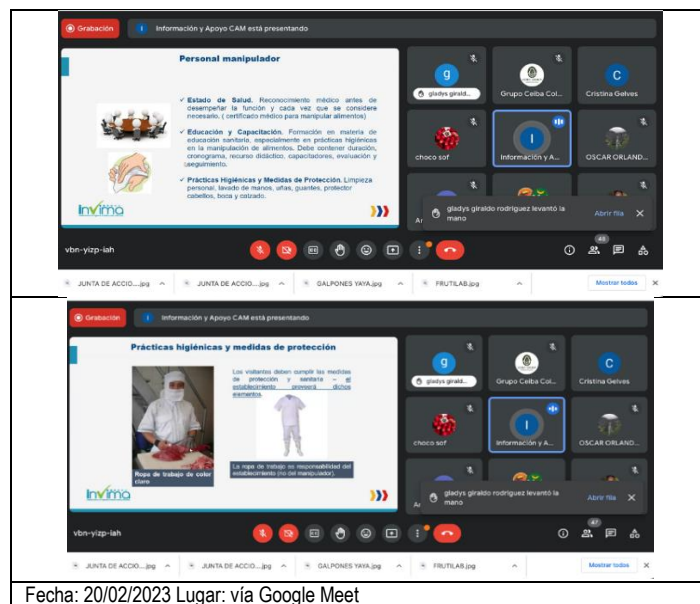 Grabación
Información y Apoyo CAM está presentando
Personal manipulador
✓ Estado de Salud. Reconocimiento médico antes de
desempeñar la función y cada vez que se considere
necesario. ( certificado médico para manipular alimentos)
✓ Educación y Capacitación. Formación en materia de
educación sanitaria, especialmente en prácticas higiénicas
en la manipulación de alimentos. Debe contener duración,
cronograma, recurso didáctico, capacitadores, evaluación y
seguimiento.
✓ Prácticas Higiénicas y Medidas de Protección. Limpieza
personal, lavado de manos, uñas, guantes, protector
cabellos, boca y calzado.
invima
g
gladys girald...
Grupo Ceiba Col...
C
Cristina Gelves
choco sof
I
Información y A...
OSCAR ORLAND...
gladys giraldo rodriguez levantó la
mano
Abrir fila
vbn-yizp-iah
48
JUNTA DE ACCIO....jpg
JUNTA DE ACCIO....jpg
GALPONES YAYA.jpg
FRUTILAB.jpg
Mostrar todos
Grabación
Información y Apoyo CAM está presentando
Prácticas higiénicas y medidas de protección
Los visitantes deben cumplir las medidas
de protección y sanitaria – el
establecimiento proveerá dichos
elementos.
Ropa de trabajo de color
claro
La ropa de trabajo es responsabilidad del
establecimiento (no del manipulador).
invima
g
gladys girald...
Grupo Ceiba Col...
C
Cristina Gelves
choco sof
I
Información y A...
OSCAR ORLAND...
gladys giraldo rodriguez levantó la
mano
Abrir fila
vbn-yizp-iah
47
JUNTA DE ACCIO....jpg
JUNTA DE ACCIO....jpg
GALPONES YAYA.jpg
FRUTILAB.jpg
Mostrar todos
Fecha: 20/02/2023 Lugar: vía Google Meet